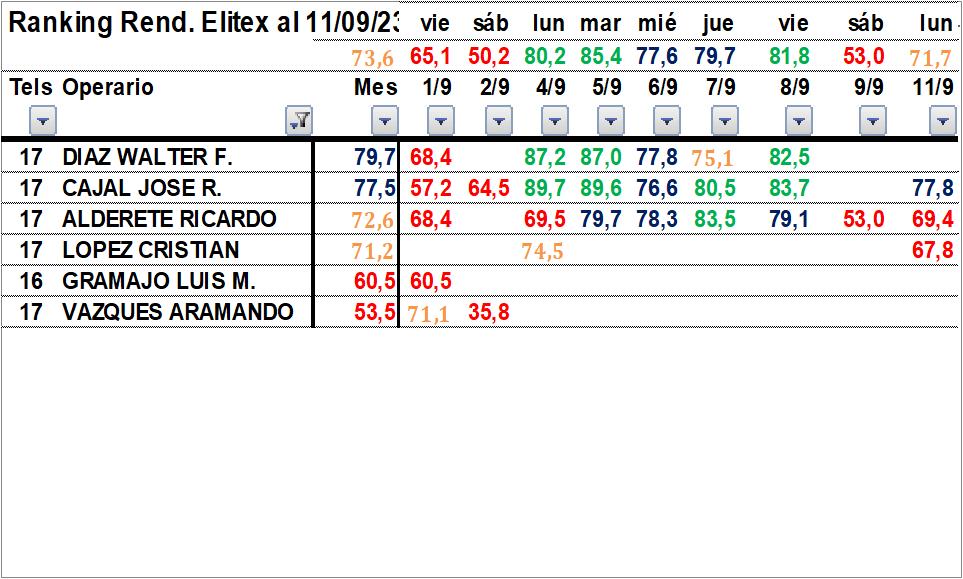 Ranking Rend. Elitex al 11/09/23 vie sáb lun mar mié jue vie sáb lun
73,6 65,1 50,2 80,2 85,4 77,6 79,7 81,8 53,0 71,7
Tels Operario Mes 1/9 2/9 4/9 5/9 6/9 7/9 8/9 9/9 11/9
17 DIAZ WALTER F. 79,7 68,4 87,2 87,0 77,8 75,1 82,5
17 CAJAL JOSE R. 77,5 57,2 64,5 89,7 89,6 76,6 80,5 83,7 77,8
17 ALDERETE RICARDO 72,6 68,4 69,5 79,7 78,3 83,5 79,1 53,0 69,4
17 LOPEZ CRISTIAN 71,2 74,5 67,8
16 GRAMAJO LUIS M. 60,5 60,5
17 VAZQUES ARAMANDO 53,5 71,1 35,8